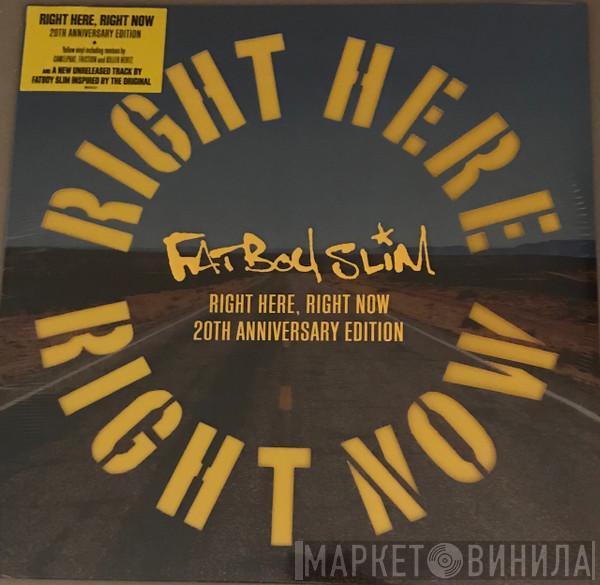 RIGHT HERE, RIGHT NOW
20TH ANNIVERSARY EDITION
Yellow vinyl including remixes by
CAMELPHAT, FRICTION and KILLER HERTZ
AND A NEW UNRELEASED TRACK BY
FATBOY SLIM INSPIRED BY THE ORIGINAL
RIGHT HERE
FATBOY SLIM
RIGHT HERE, RIGHT NOW
20TH ANNIVERSARY EDITION
RIGHT NOW
МАРКЕТ ВИНИЛА